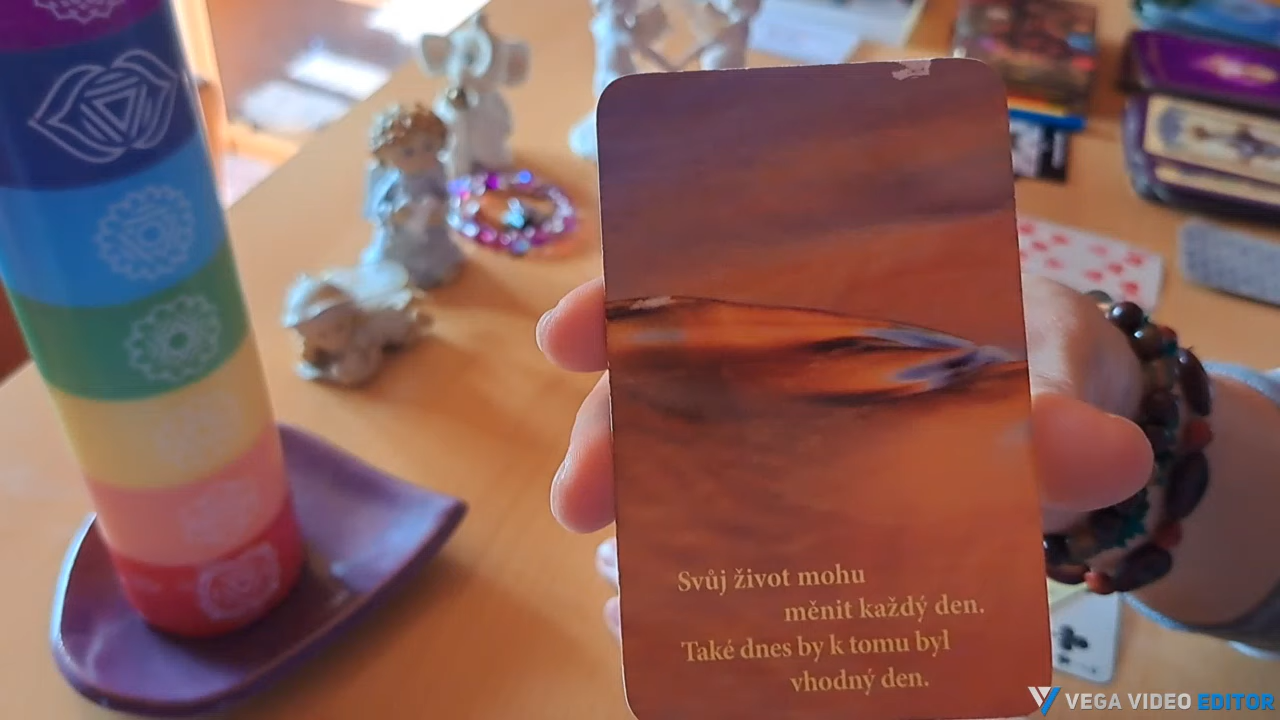 Svůj život mohu
měnit každý den.
Také dnes by k tomu byl
vhodný den.
VEGA VIDEO EDITOR